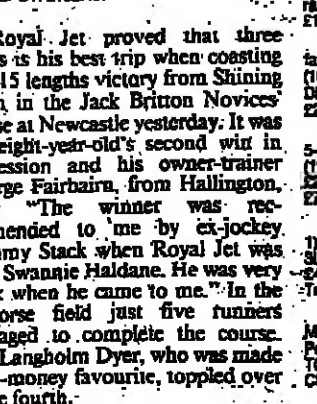 Royal Jet proved that three
s is his best trip when coasting
15 lengths victory from Shining
in the Jack Britton Novices'
se at Newcastle yesterday. It was
eight-year-old's second win in
ession and his owner-trainer
rge Fairbairn, from Hallington,
"The winner was rec-
mended to me by ex-jockey
my Stack when Royal Jet was
Swannie Haldane. He was very
when he came to me." In the
orse field just five runners
aged to complete the course.
Langholm Dyer, who was made
-money favourite, toppled over
e fourth.